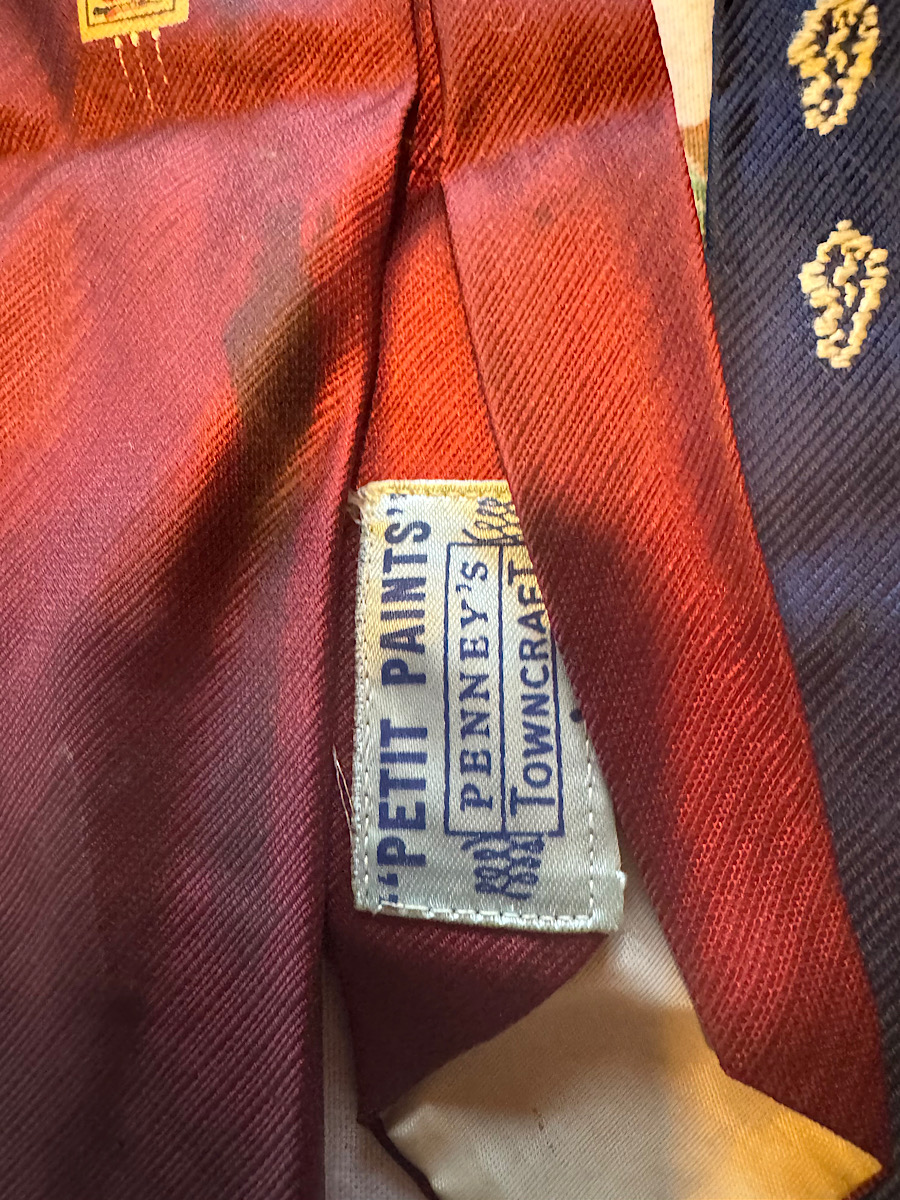 “PETIT PAINTS”
PENNEY'S
TOWNCRAFT